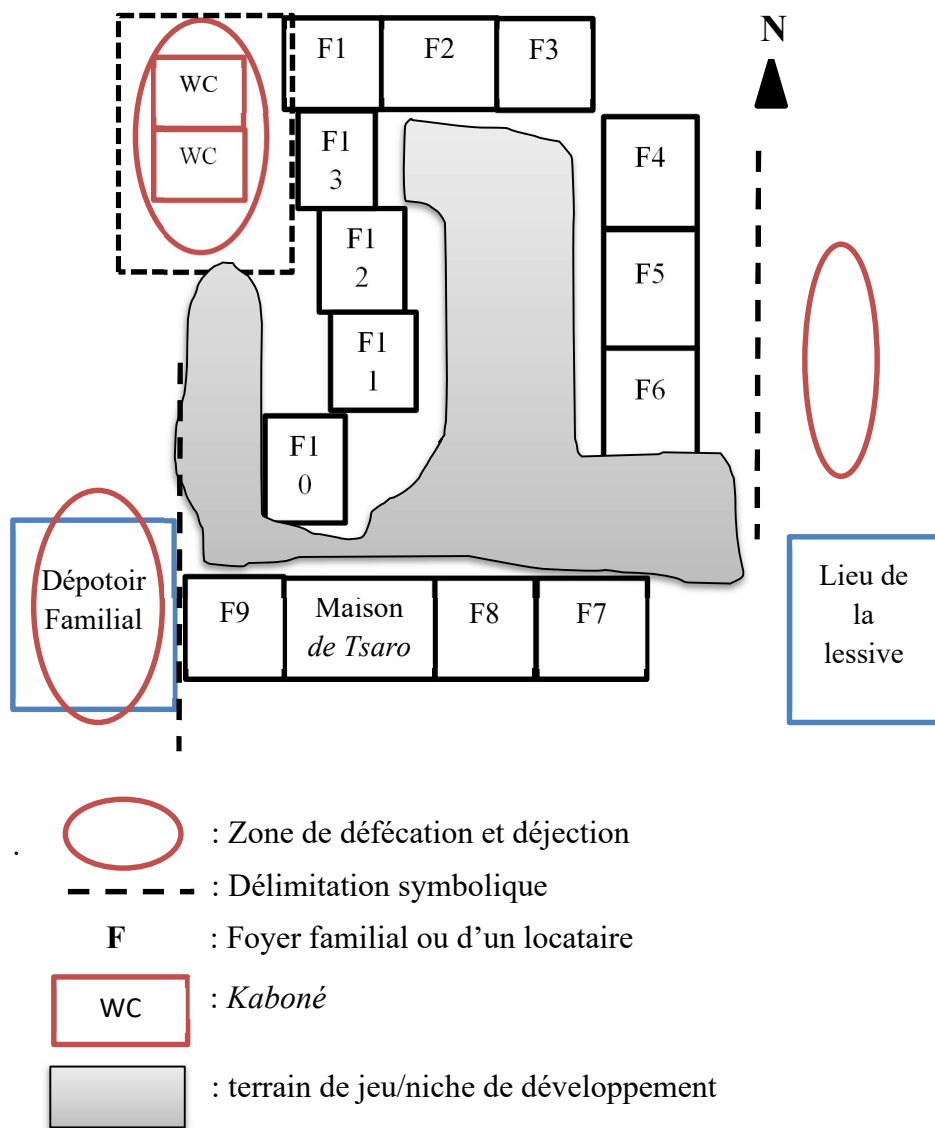 F1
F2
F3
N
WC
WC
F1
3
F4
F1
2
F5
F1
1
F6
F1
0
Dépotoir
Familial
F9
Maison
de Tsaro
F8
F7
Lieu de
la
lessive
: Zone de défécation et déjection
.
: Délimitation symbolique
F : Foyer familial ou d’un locataire
WC : Kaboné
: terrain de jeu/niche de développement